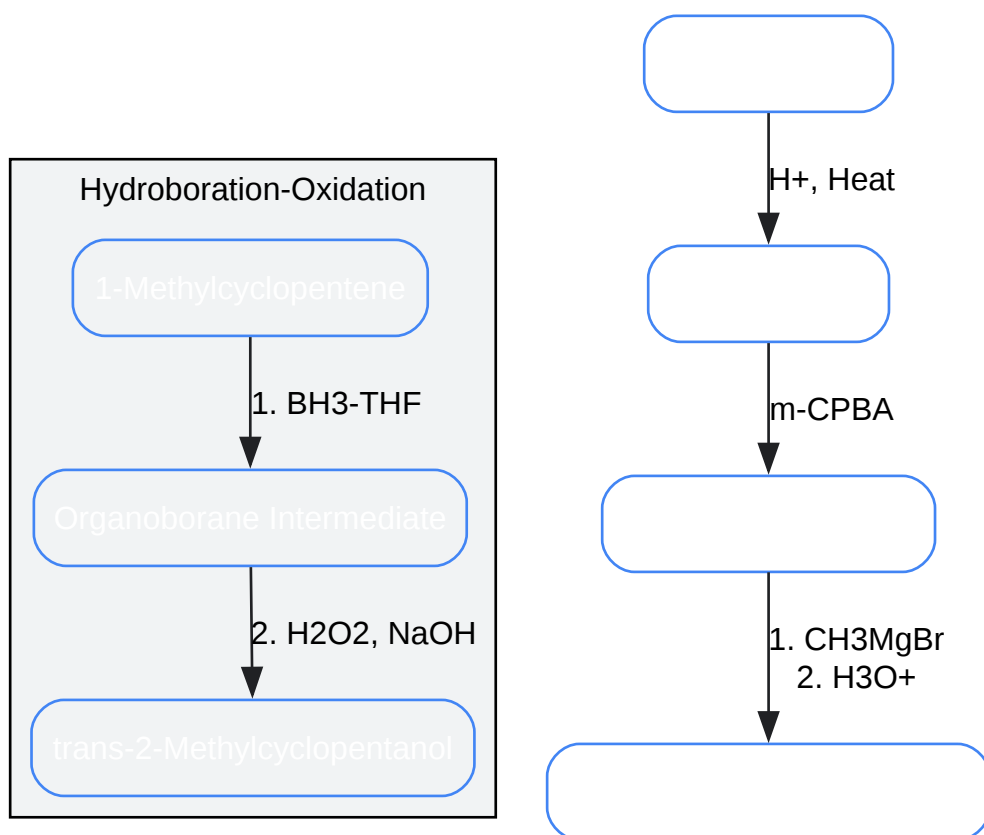 Hydroboration-Oxidation
1-Methylcyclopentene
1. BH3-THF
Organoborane Intermediate
2. H2O2, NaOH
trans-2-Methylcyclopentanol
H+, Heat
m-CPBA
1. CH3MgBr
2. H3O+